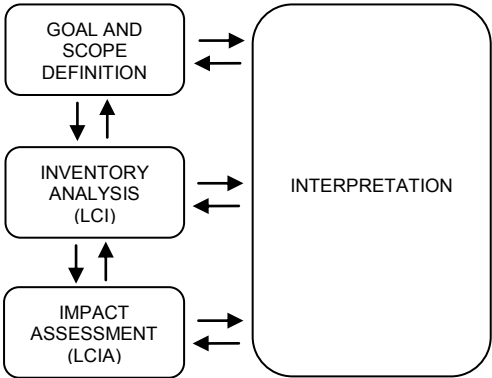 GOAL AND
SCOPE
DEFINITION
INVENTORY
ANALYSIS
(LCI)
INTERPRETATION
IMPACT
ASSESSMENT
(LCIA)